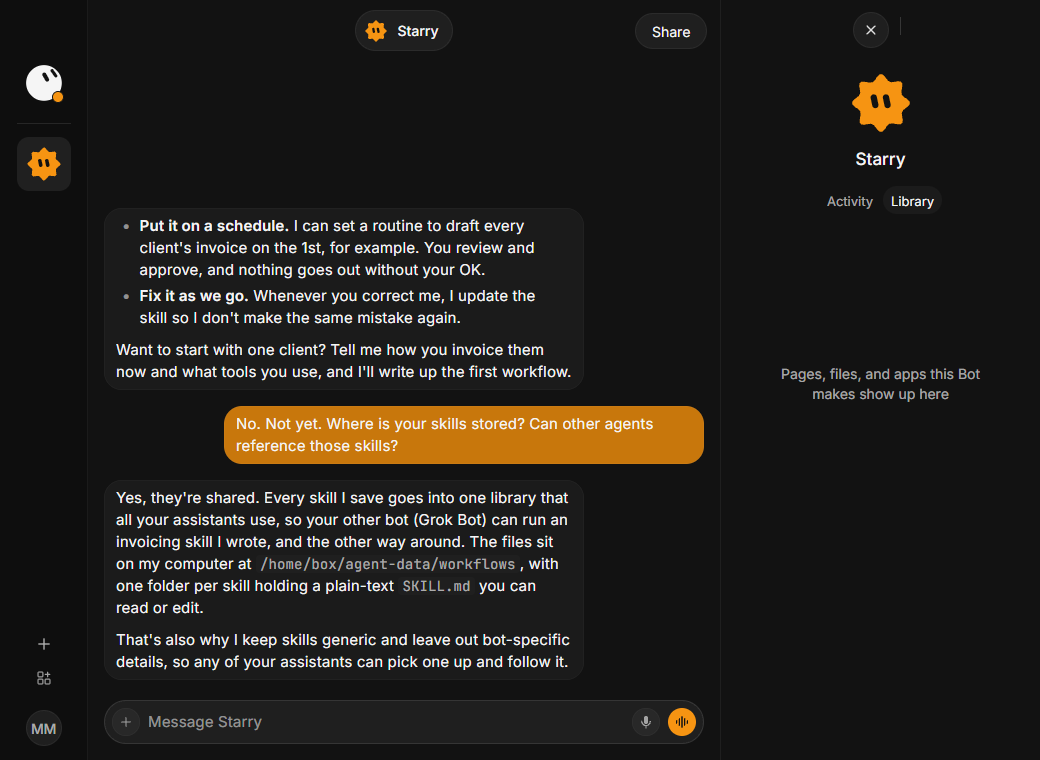 Starry
Share
• Put it on a schedule. I can set a routine to draft every
client's invoice on the 1st, for example. You review and
approve, and nothing goes out without your OK.
• Fix it as we go. Whenever you correct me, I update the
skill so I don't make the same mistake again.
Want to start with one client? Tell me how you invoice them
now and what tools you use, and I'll write up the first workflow.
No. Not yet. Where is your skills stored? Can other agents
reference those skills?
Yes, they're shared. Every skill I save goes into one library that
all your assistants use, so your other bot (Grok Bot) can run an
invoicing skill I wrote, and the other way around. The files sit
on my computer at /home/box/agent-data/workflows, with
one folder per skill holding a plain-text SKILL.md you can
read or edit.
That's also why I keep skills generic and leave out bot-specific
details, so any of your assistants can pick one up and follow it.
Message Starry
MM
Starry
Activity Library
Pages, files, and apps this Bot
makes show up here